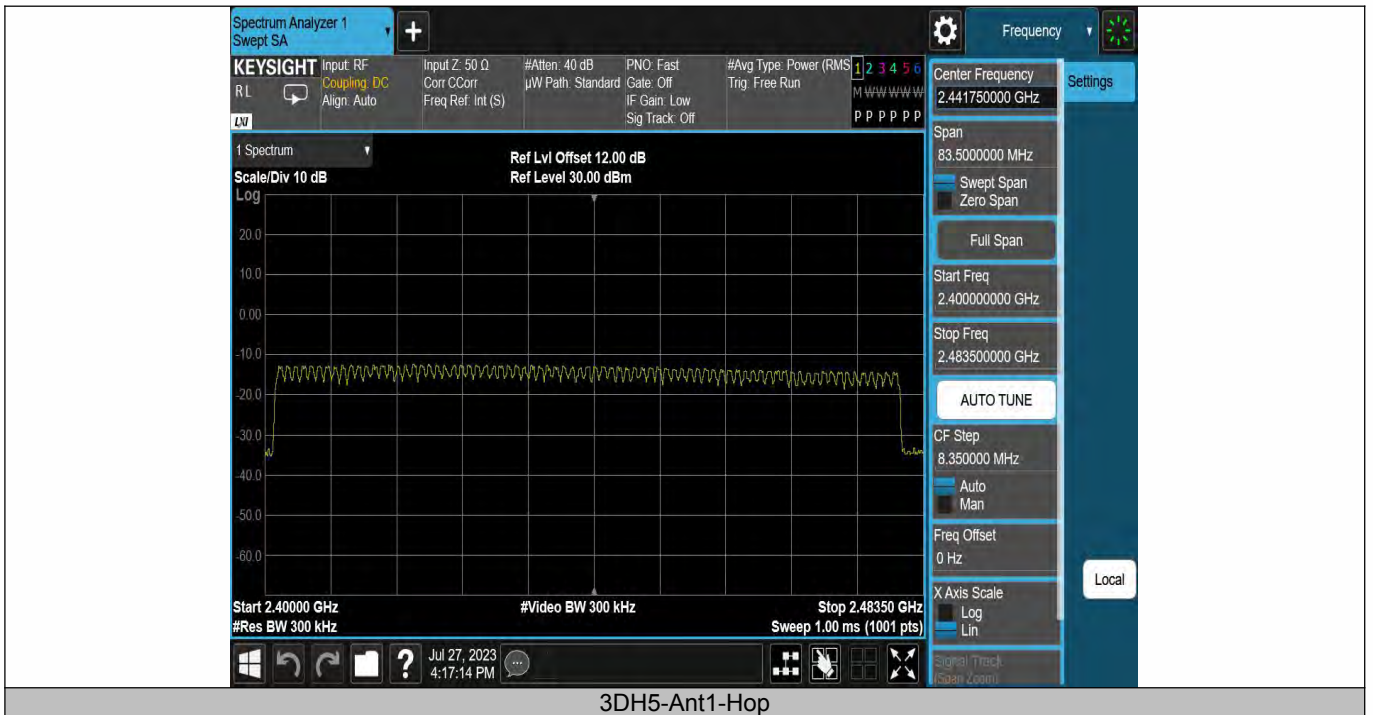 Spectrum Analyzer 1
Swept SA
+
Frequency
KEYSIGHT
RL
LXI
Input: RF
Coupling: DC
Align: Auto
Input Z: 50 Ω
Corr CCorr
Freq Ref: Int (S)
#Atten: 40 dB
µW Path: Standard
PNO: Fast
Gate: Off
IF Gain: Low
Sig Track: Off
#Avg Type: Power (RMS
Trig: Free Run
1 2 3 4 5 6
M W W W W W
P P P P P P
Center Frequency
2.441750000 GHz
Settings
Span
83.5000000 MHz
Swept Span
Zero Span
Full Span
Start Freq
2.400000000 GHz
Stop Freq
2.483500000 GHz
AUTO TUNE
CF Step
8.350000 MHz
Auto
Man
Freq Offset
0 Hz
X Axis Scale
Log
Lin
Signal Track
(Span Zoom)
Local
1 Spectrum
Scale/Div 10 dB
Ref Lvl Offset 12.00 dB
Ref Level 30.00 dBm
Log
20.0
10.0
0.00
-10.0
-20.0
-30.0
-40.0
-50.0
-60.0
Start 2.40000 GHz
#Video BW 300 kHz
Stop 2.48350 GHz
#Res BW 300 kHz
Sweep 1.00 ms (1001 pts)
?
Jul 27, 2023
4:17:14 PM
3DH5-Ant1-Hop